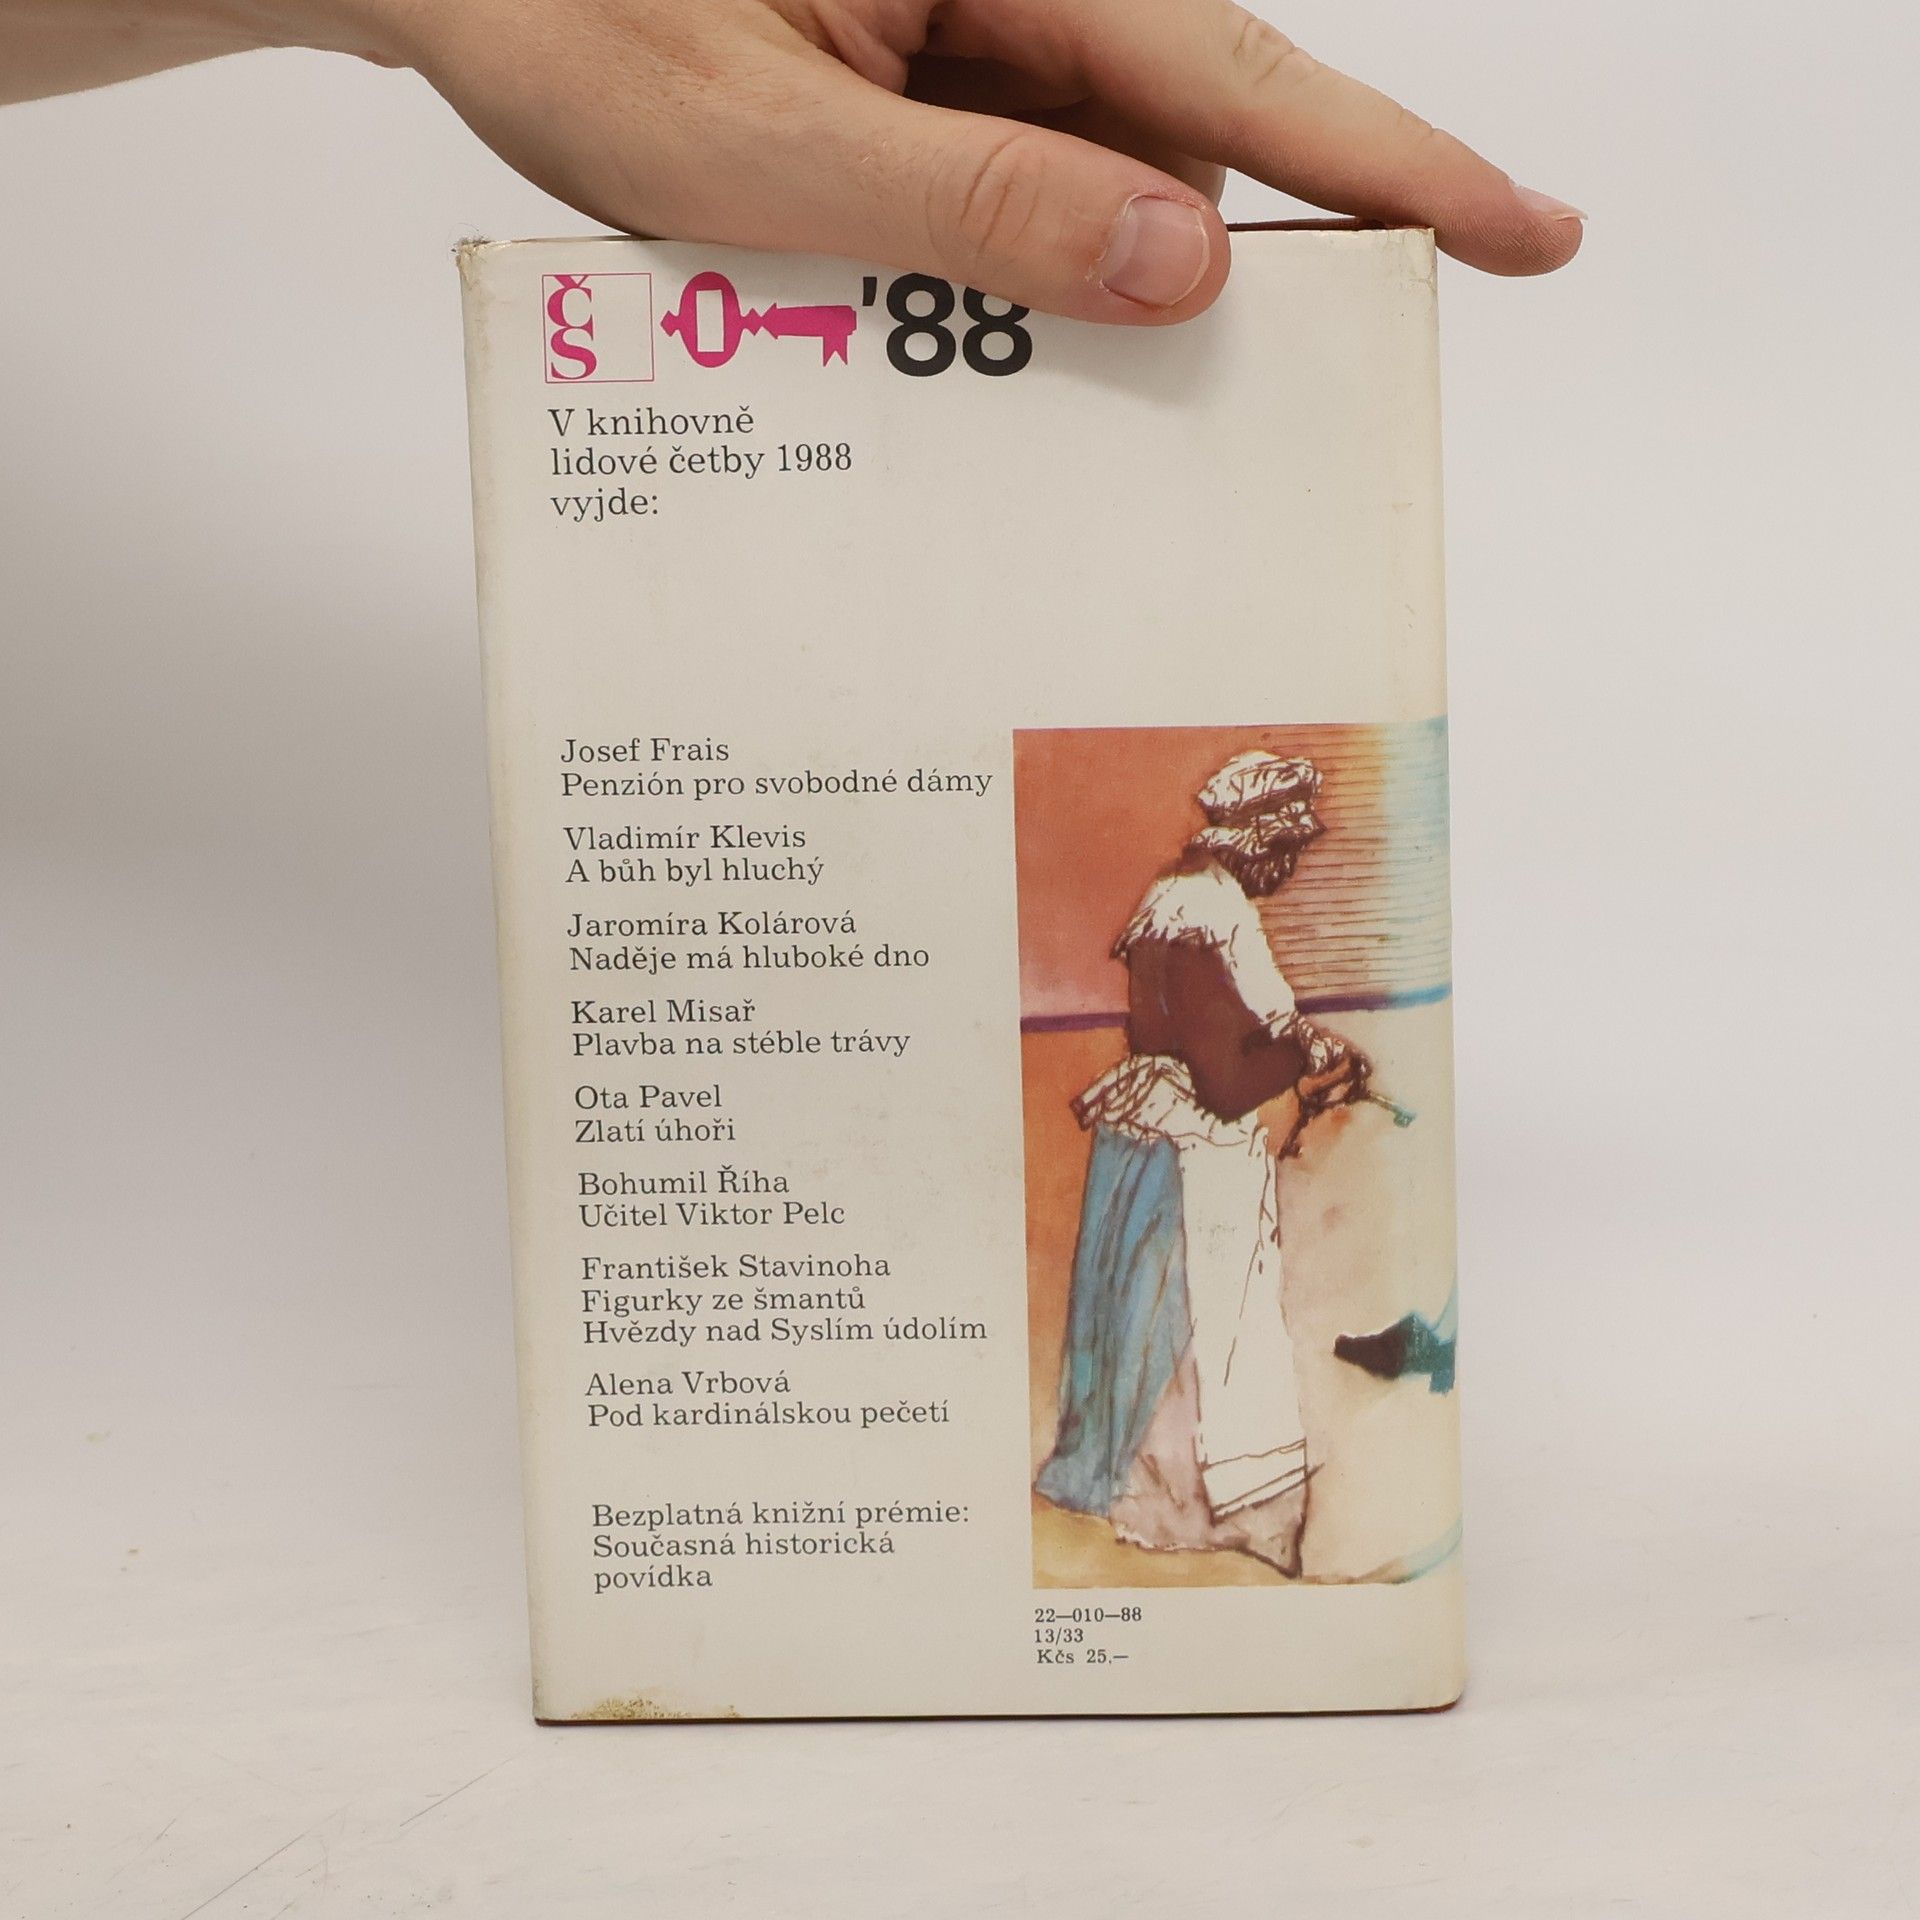 ČS '88
V knihovně
lidové četby 1988
vyjde:
Josef Frais
Penzión pro svobodné dámy
Vladimír Klevis
A bůh byl hluchý
Jaromíra Kolárová
Naděje má hluboké dno
Karel Misař
Plavba na stéble trávy
Ota Pavel
Zlatí úhoři
Bohumil Říha
Učitel Viktor Pelc
František Stavinoha
Figurky ze šmantů
Hvězdy nad Syslím údolím
Alena Vrbová
Pod kardinálskou pečetí
Bezplatná knižní prémie:
Současná historická
povídka
22—010—88
13/33
Kčs 25,—